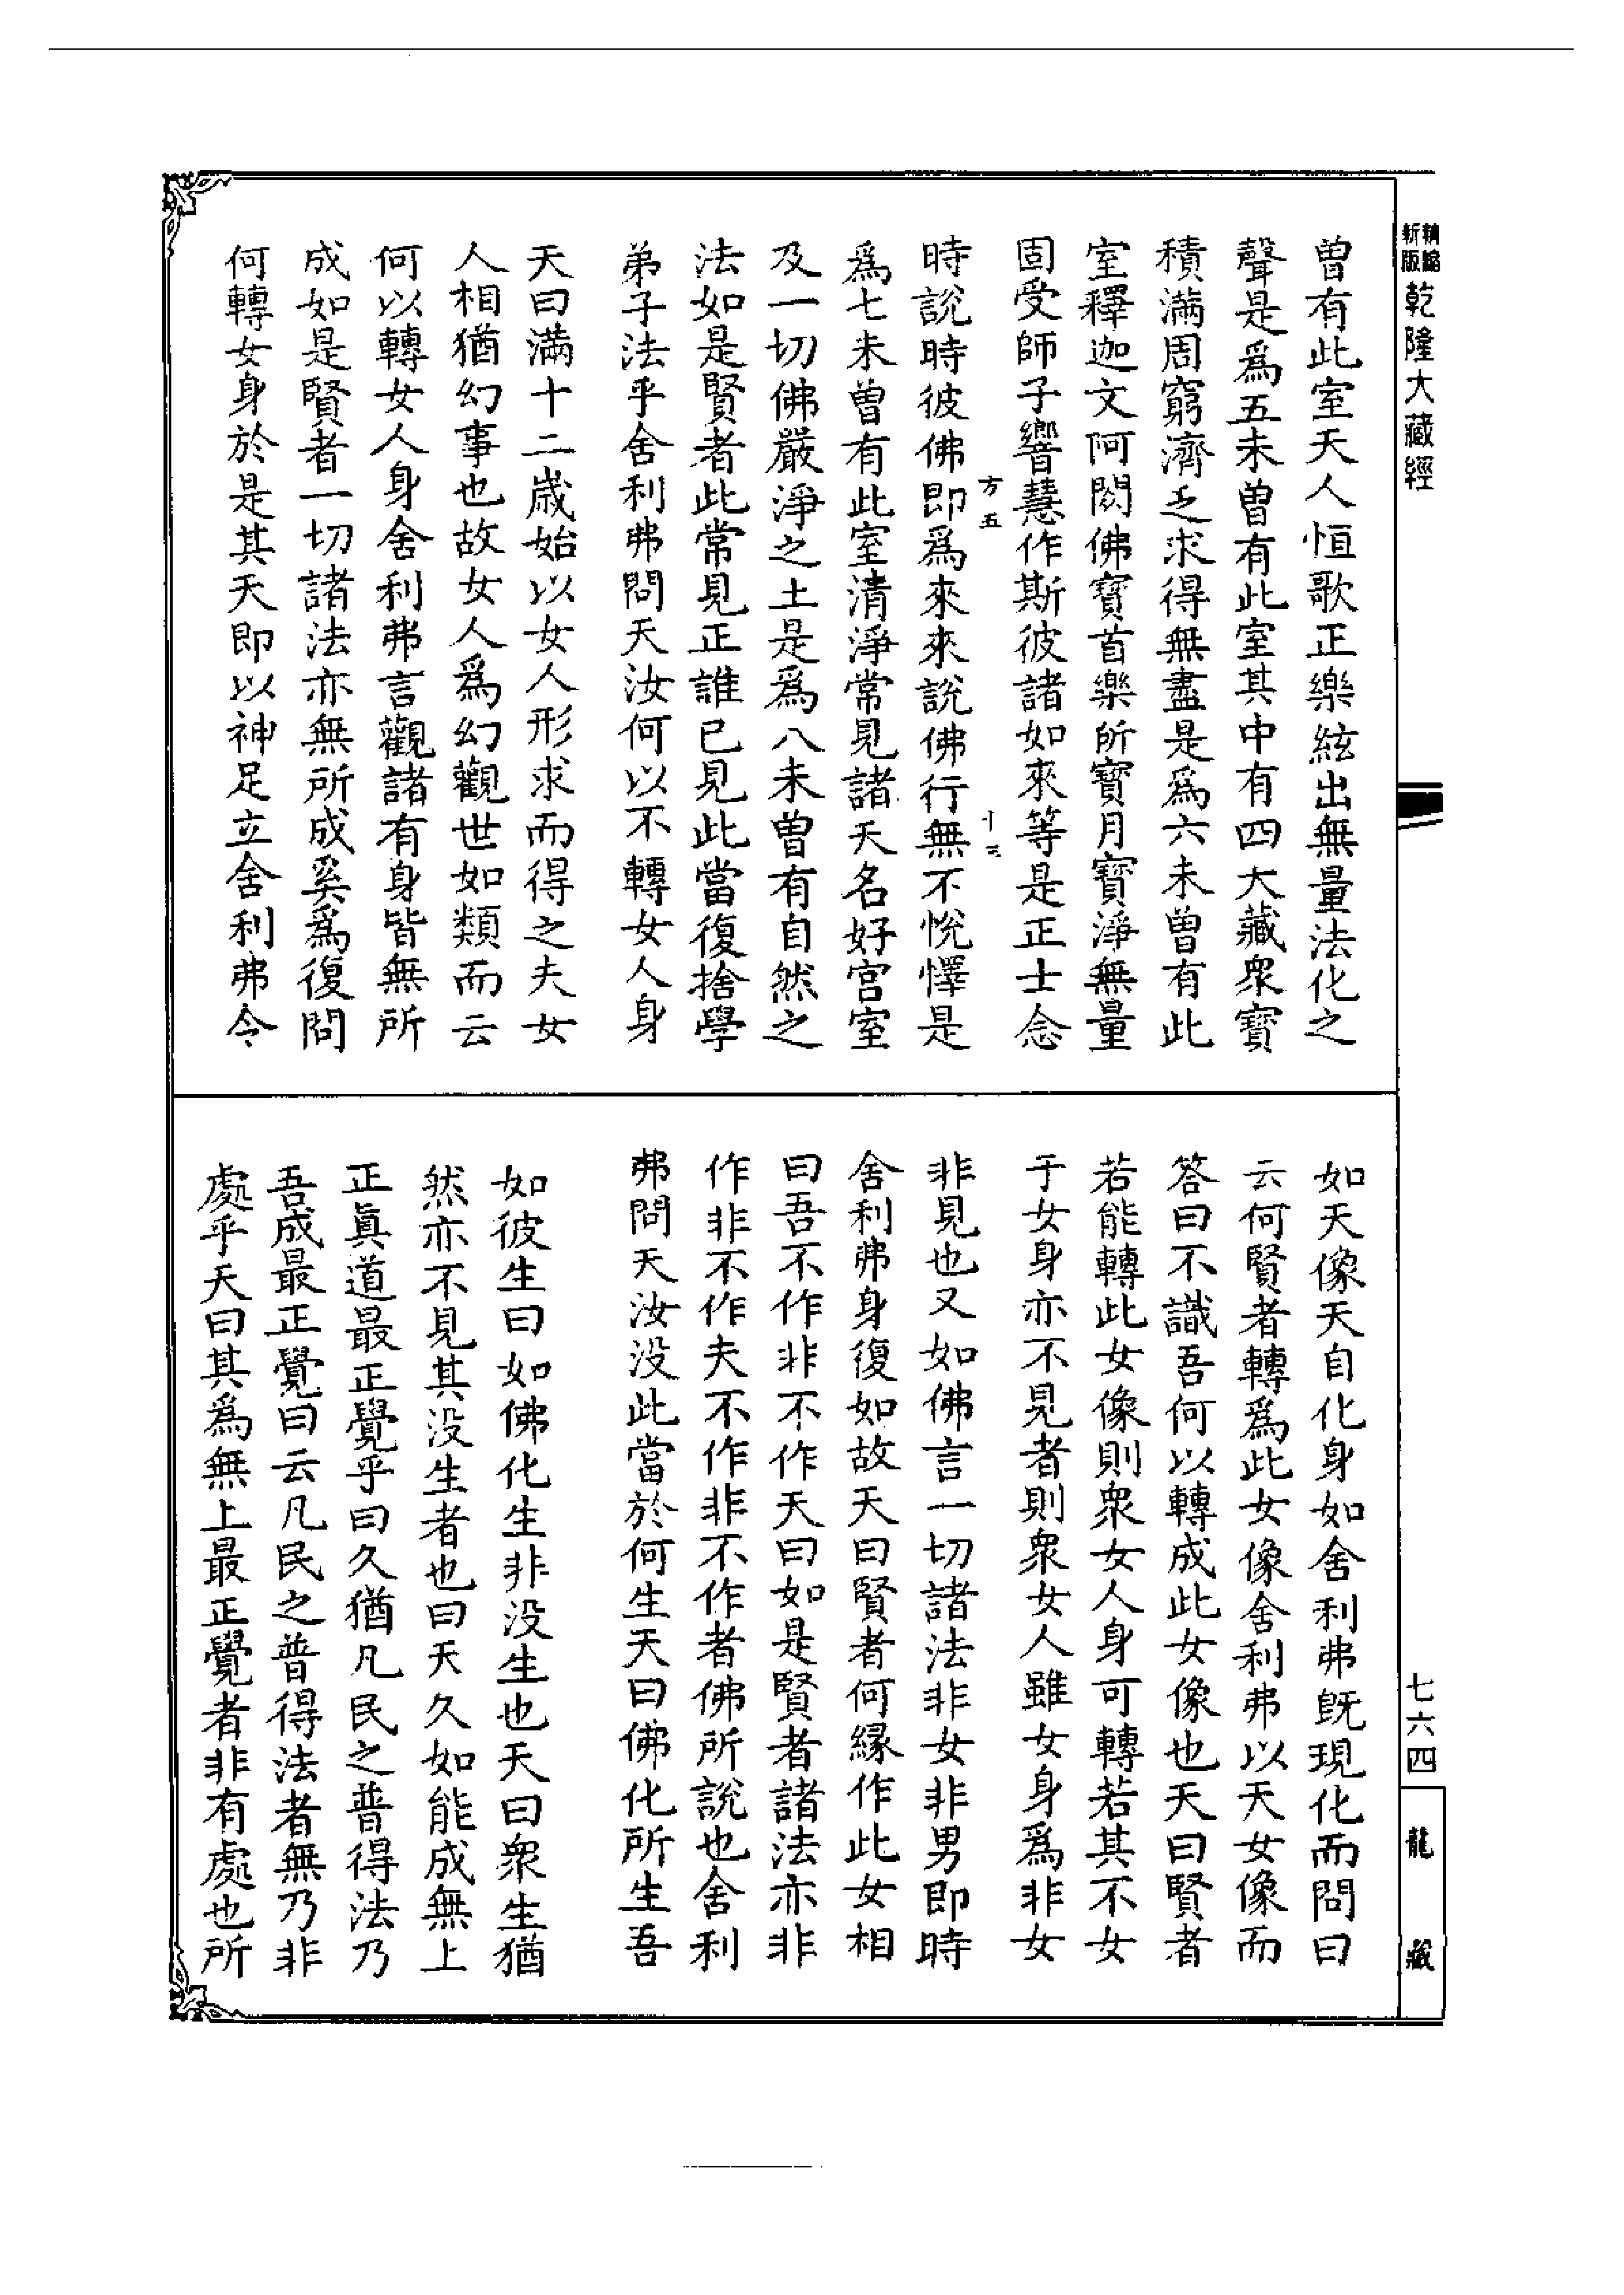 新版 精縮 乾隆大藏經
曾有此室天人恒歌正樂絃出無量法化之
聲是爲五未曾有此室其中有四大藏衆寶
積滿周窮濟乏求得無盡是爲六未曾有此
室釋迦文阿閦佛寶首樂所寶月寶淨無量
固受師子響慧作斯彼諸如來等是正士念
方五 十三
時說時彼佛即爲來來說佛行無不悅懌是
爲七未曾有此室清淨常見諸天名好宮室
及一切佛嚴淨之土是爲八未曾有自然之
法如是賢者此常見正誰已見此當復捨學
弟子法乎舍利弗問天汝何以不轉女人身
天曰滿十二歲始以女人形求而得之夫女
人相猶幻事也故女人爲幻觀世如類而云
何以轉女人身舍利弗言觀諸有身皆無所
成如是賢者一切諸法亦無所成奚爲復問
何轉女身於是其天即以神足立舍利弗令
如天像天自化身如舍利弗旣現化而問曰
云何賢者轉爲此女像舍利弗以天女像而
答曰不識吾何以轉成此女像也天曰賢者
若能轉此女像則衆女人身可轉若其不女
于女身亦不見者則衆女人雖女身爲非女
非見也又如佛言一切諸法非女非男即時
舍利弗身復如故天曰賢者何緣作此女相
曰吾不作非不作天曰如是賢者諸法亦非
作非不作夫不作非不作者佛所說也舍利
弗問天汝没此當於何生天曰佛化所生吾
如彼生曰如佛化生非没生也天曰衆生猶
然亦不見其没生者也曰天久如能成無上
正眞道最正覺乎曰久猶凡民之普得法乃
吾成最正覺曰云凡民之普得法者無乃非
處乎天曰其爲無上最正覺者非有處也所
七六四
龍藏